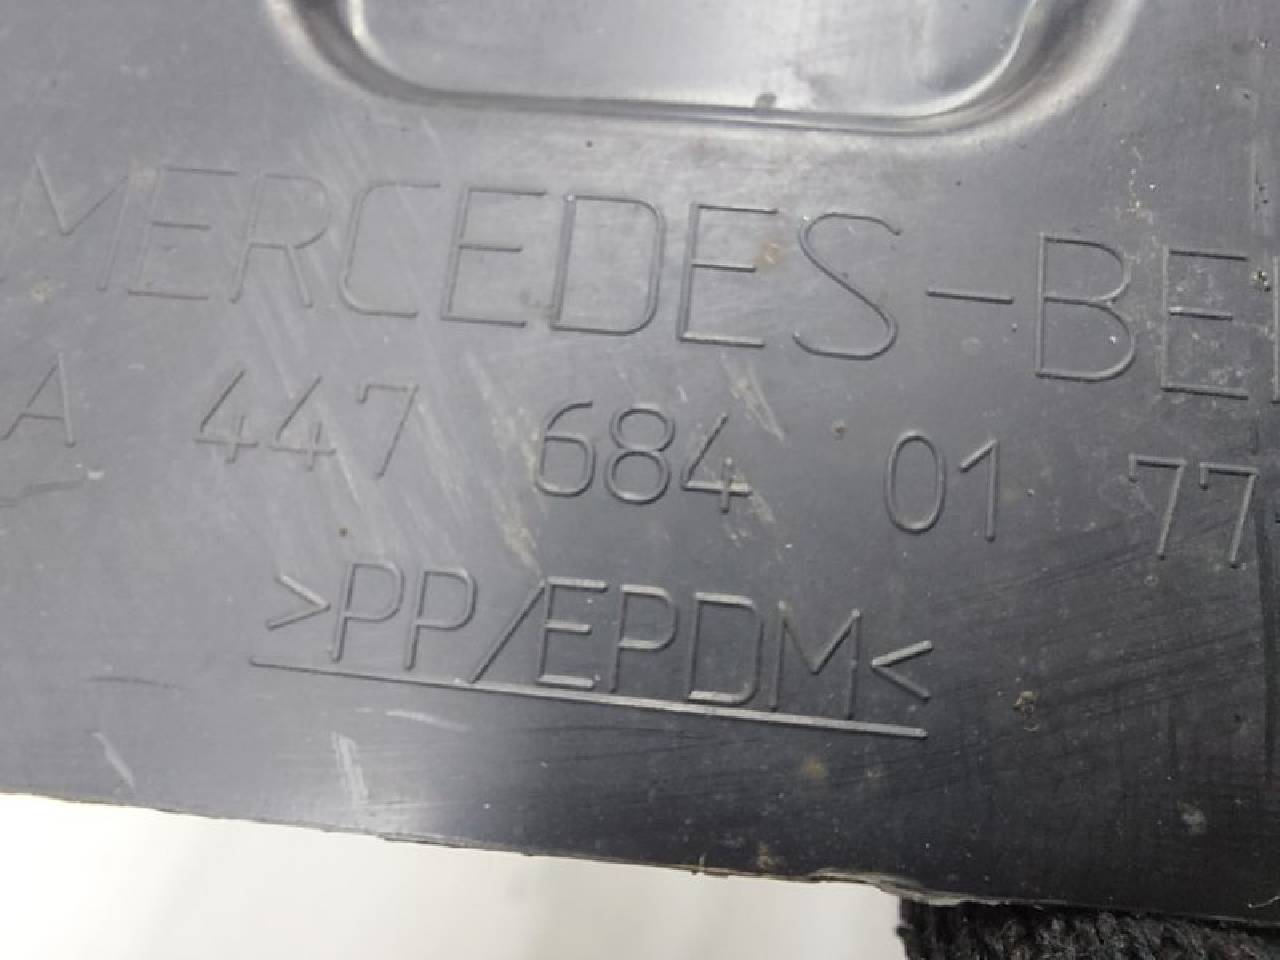 MERCEDES-BE
A 447 684 01 77
>PP/EPDM<